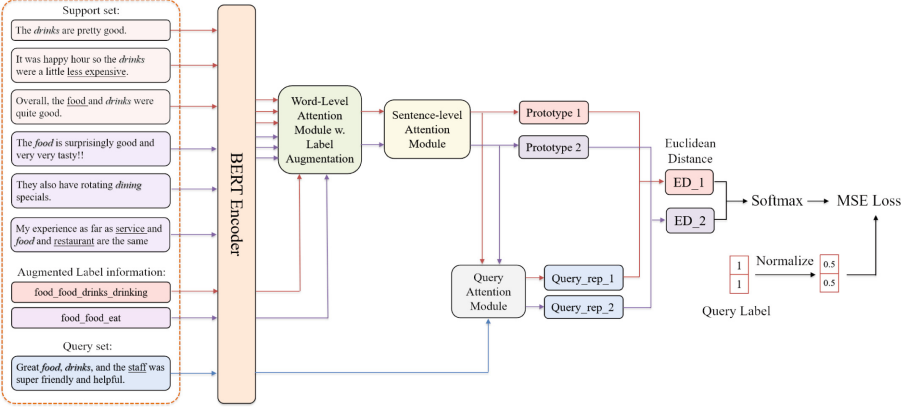 Support set:
The drinks are pretty good.
It was happy hour so the drinks
were a little less expensive.
Overall, the food and drinks were
quite good.
The food is surprisingly good and
very very tasty!!
They also have rotating dining
specials.
My experience as far as service and
food and restaurant are the same
Augmented Label information:
food_food_drinks_drinking
food_food_eat
Query set:
Great food, drinks, and the staff was
super friendly and helpful.
BERT Encoder
Word-Level
Attention
Module w.
Label
Augmentation
Sentence-level
Attention
Module
Prototype 1
Prototype 2
Query
Attention
Module
Query_rep_1
Query_rep_2
Euclidean
Distance
ED_1
ED_2
Softmax
MSE Loss
1
1
Normalize
0.5
0.5
Query Label